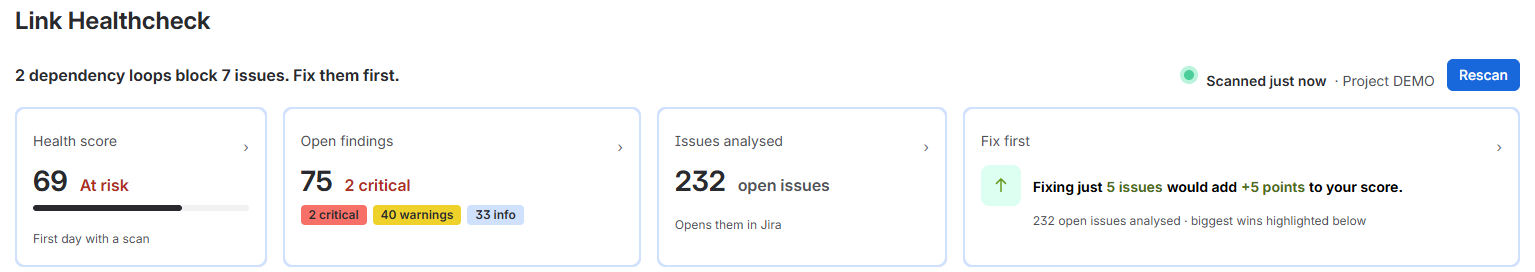 Link Healthcheck
2 dependency loops block 7 issues. Fix them first.
Scanned just now · Project DEMO
Rescan
Health score ›
69 At risk
First day with a scan
Open findings ›
75 2 critical
2 critical 40 warnings 33 info
Issues analysed ›
232 open issues
Opens them in Jira
Fix first ›
↑ Fixing just 5 issues would add +5 points to your score.
232 open issues analysed · biggest wins highlighted below